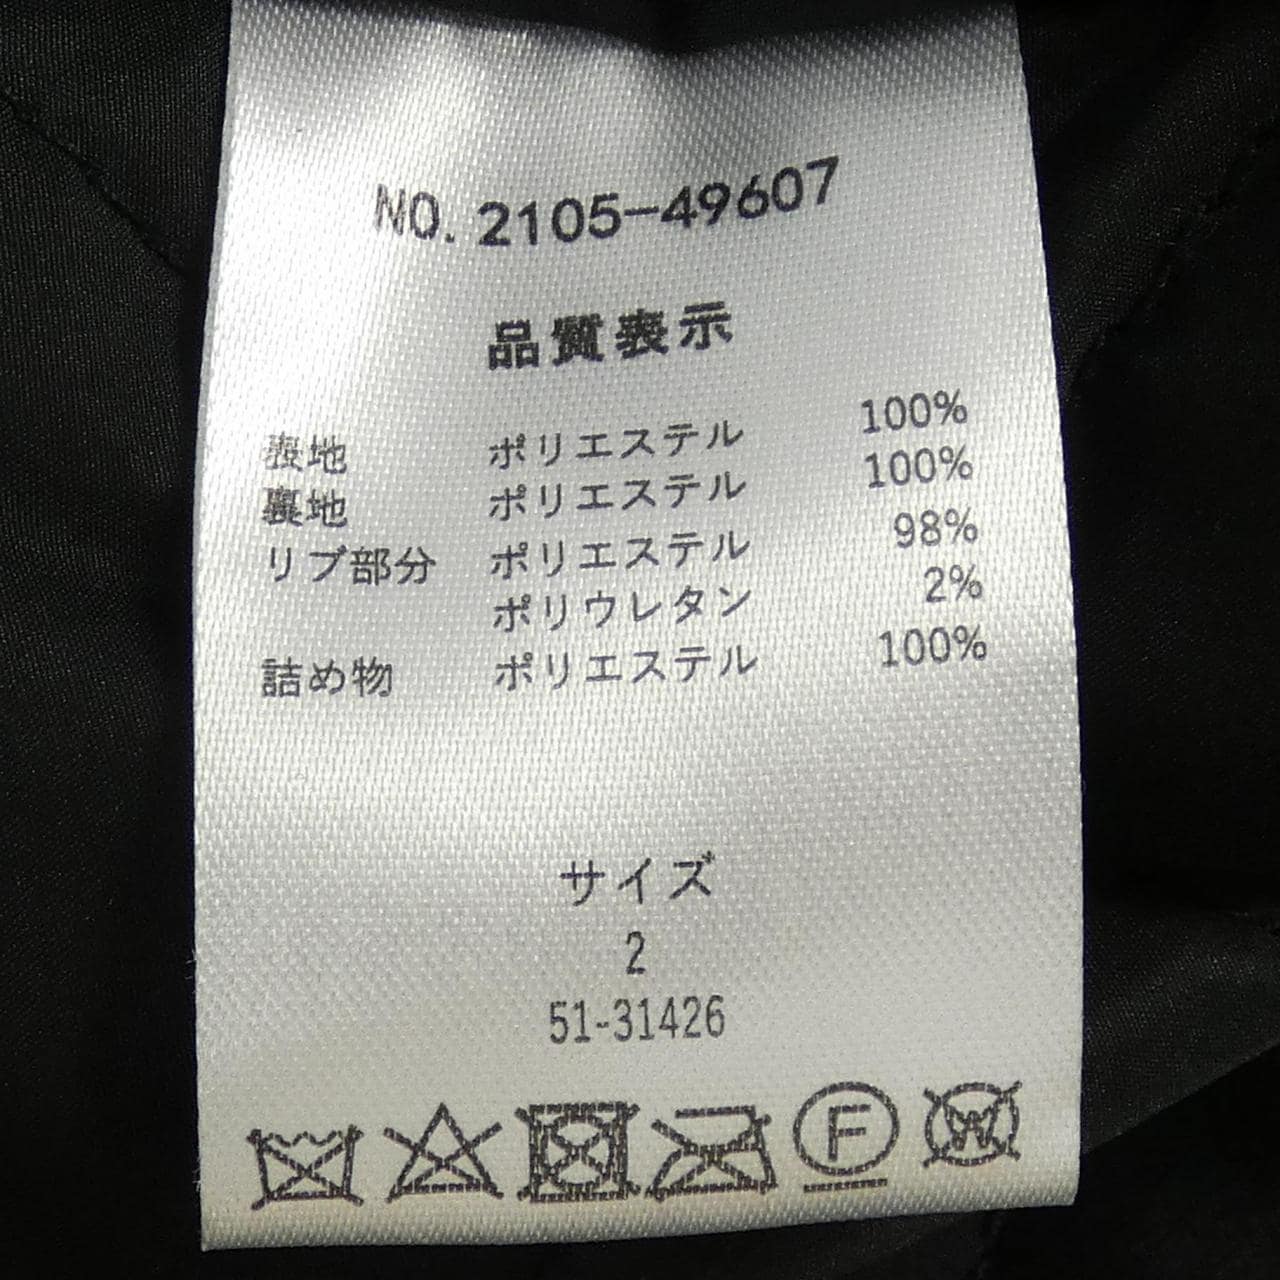 NO. 2105-49607
品質表示
表地 ポリエステル 100%
裏地 ポリエステル 100%
リブ部分 ポリエステル 98%
ポリウレタン 2%
詰め物 ポリエステル 100%
サイズ
2
51-31426
F W